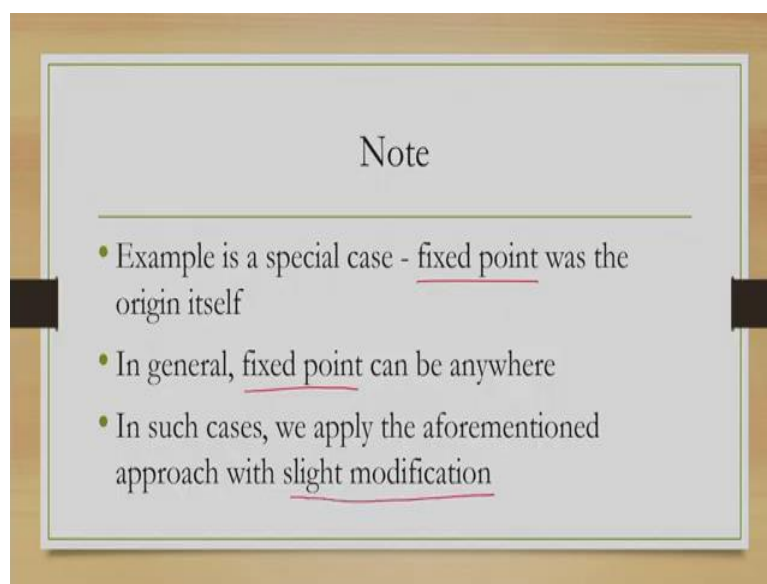 Note
• Example is a special case - fixed point was the
origin itself
• In general, fixed point can be anywhere
• In such cases, we apply the aforementioned
approach with slight modification